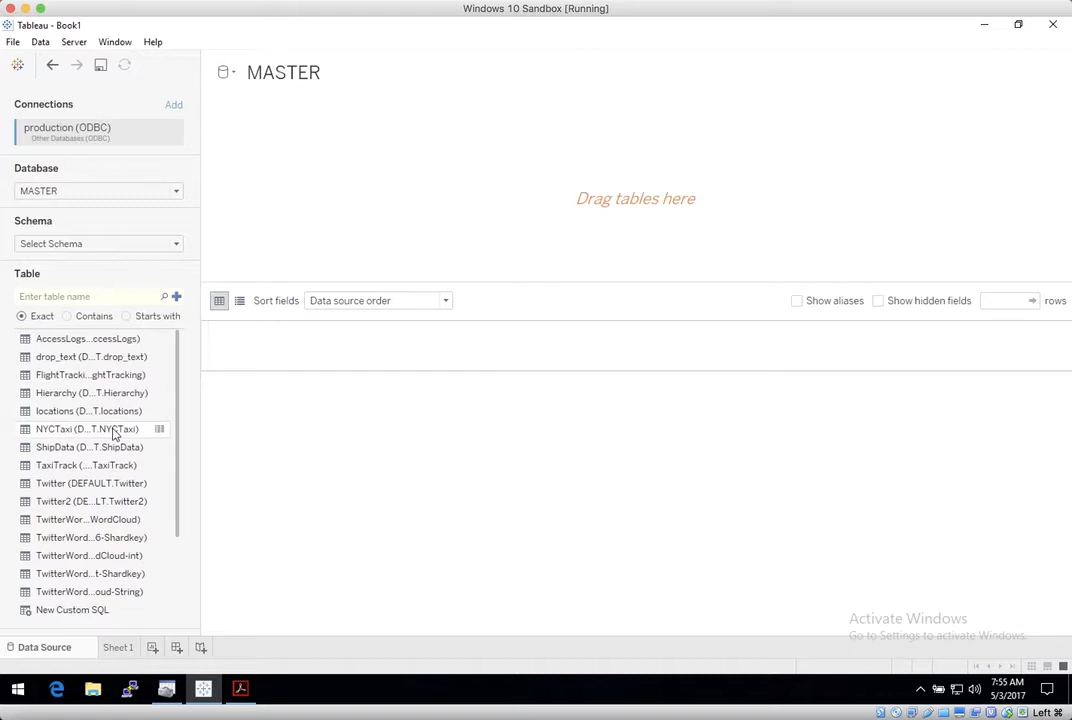 Windows 10 Sandbox [Running]
Tableau - Book1
File Data Server Window Help
MASTER
Connections Add
production (ODBC)
Other Databases (ODBC)
Database
MASTER
Drag tables here
Schema
Select Schema
Table
Enter table name
Sort fields Data source order Show aliases Show hidden fields rows
Exact Contains Starts with
AccessLogs...ccessLogs)
drop_text (D...T.drop_text)
FlightTracki...ghtTracking)
Hierarchy (D...T.Hierarchy)
locations (D...T.locations)
NYCTaxi (D...T.NYCTaxi)
ShipData (D...T.ShipData)
TaxiTrack (....TaxiTrack)
Twitter (DEFAULT.Twitter)
Twitter2 (DE...LT.Twitter2)
TwitterWor...WordCloud)
TwitterWord...6-Shardkey)
TwitterWord...dCloud-int)
TwitterWord...t-Shardkey)
TwitterWord...oud-String)
New Custom SQL
Activate Windows
Go to Settings to activate Windows.
Data Source Sheet 1
7:55 AM
5/3/2017
Left ⌘